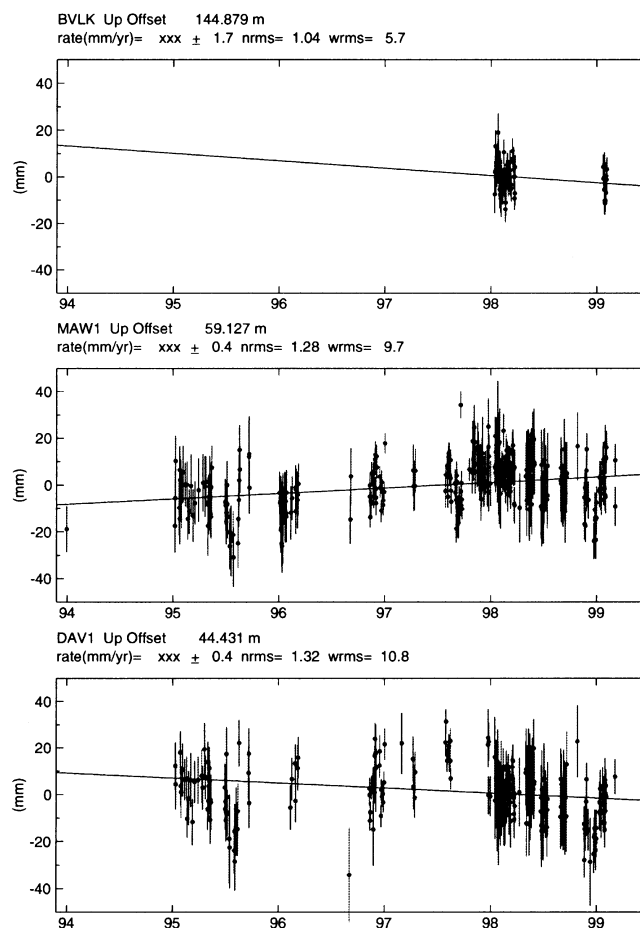 BVLK Up Offset 144.879 m
rate(mm/yr)= xxx ± 1.7 nrms= 1.04 wrms= 5.7
40
20
0
-20
-40
(mm)
94 95 96 97 98 99
MAW1 Up Offset 59.127 m
rate(mm/yr)= xxx ± 0.4 nrms= 1.28 wrms= 9.7
40
20
0
-20
-40
(mm)
94 95 96 97 98 99
DAV1 Up Offset 44.431 m
rate(mm/yr)= xxx ± 0.4 nrms= 1.32 wrms= 10.8
40
20
0
-20
-40
(mm)
94 95 96 97 98 99